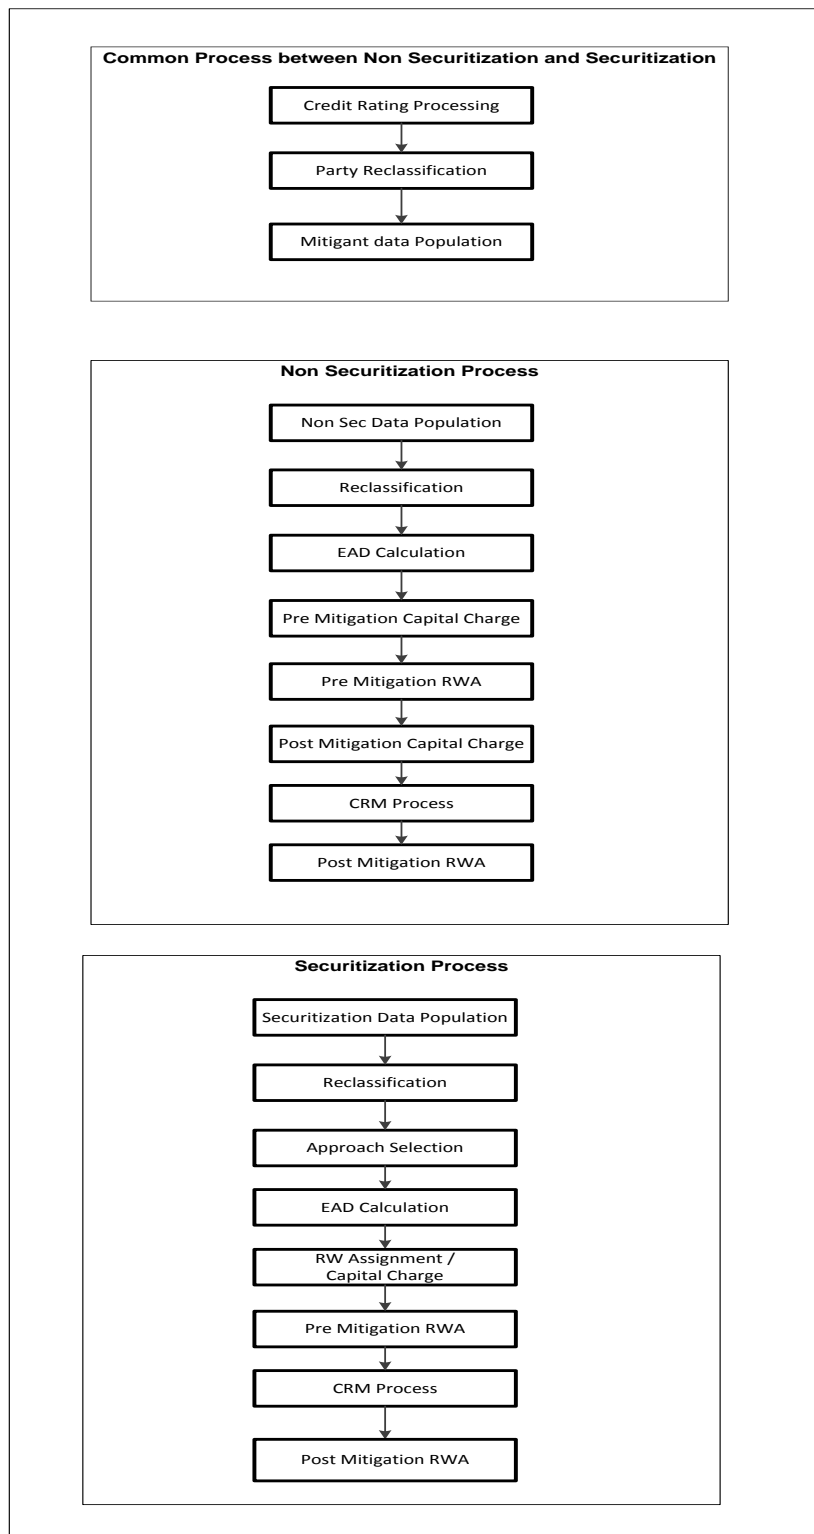 Common Process between Non Securitization and Securitization
Credit Rating Processing
Party Reclassification
Mitigant data Population
Non Securitization Process
Non Sec Data Population
Reclassification
EAD Calculation
Pre Mitigation Capital Charge
Pre Mitigation RWA
Post Mitigation Capital Charge
CRM Process
Post Mitigation RWA
Securitization Process
Securitization Data Population
Reclassification
Approach Selection
EAD Calculation
RW Assignment /
Capital Charge
Pre Mitigation RWA
CRM Process
Post Mitigation RWA